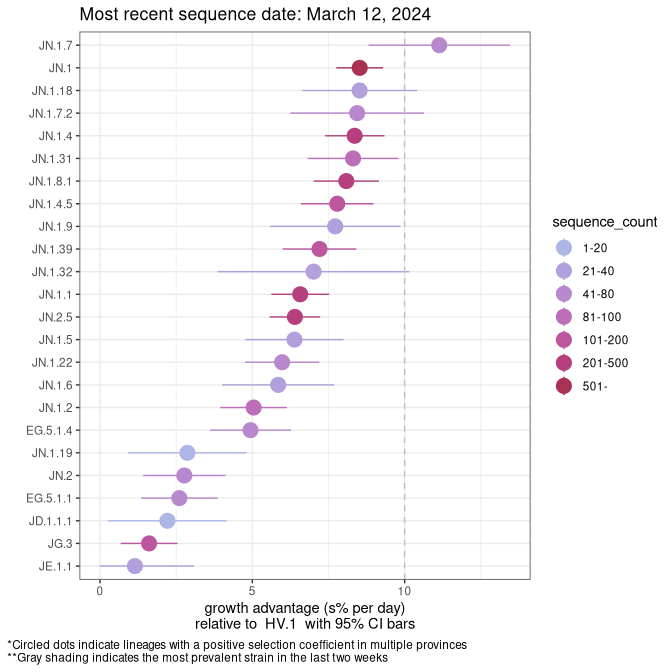 Most recent sequence date: March 12, 2024
JN.1.7
JN.1
JN.1.18
JN.1.7.2
JN.1.4
JN.1.31
JN.1.8.1
JN.1.4.5
JN.1.9
JN.1.39
JN.1.32
JN.1.1
JN.2.5
JN.1.5
JN.1.22
JN.1.6
JN.1.2
EG.5.1.4
JN.1.19
JN.2
EG.5.1.1
JD.1.1.1
JG.3
JE.1.1
0 5 10
growth advantage (s% per day)
relative to HV.1 with 95% CI bars
sequence_count
1-20
21-40
41-80
81-100
101-200
201-500
501-
*Circled dots indicate lineages with a positive selection coefficient in multiple provinces
**Gray shading indicates the most prevalent strain in the last two weeks